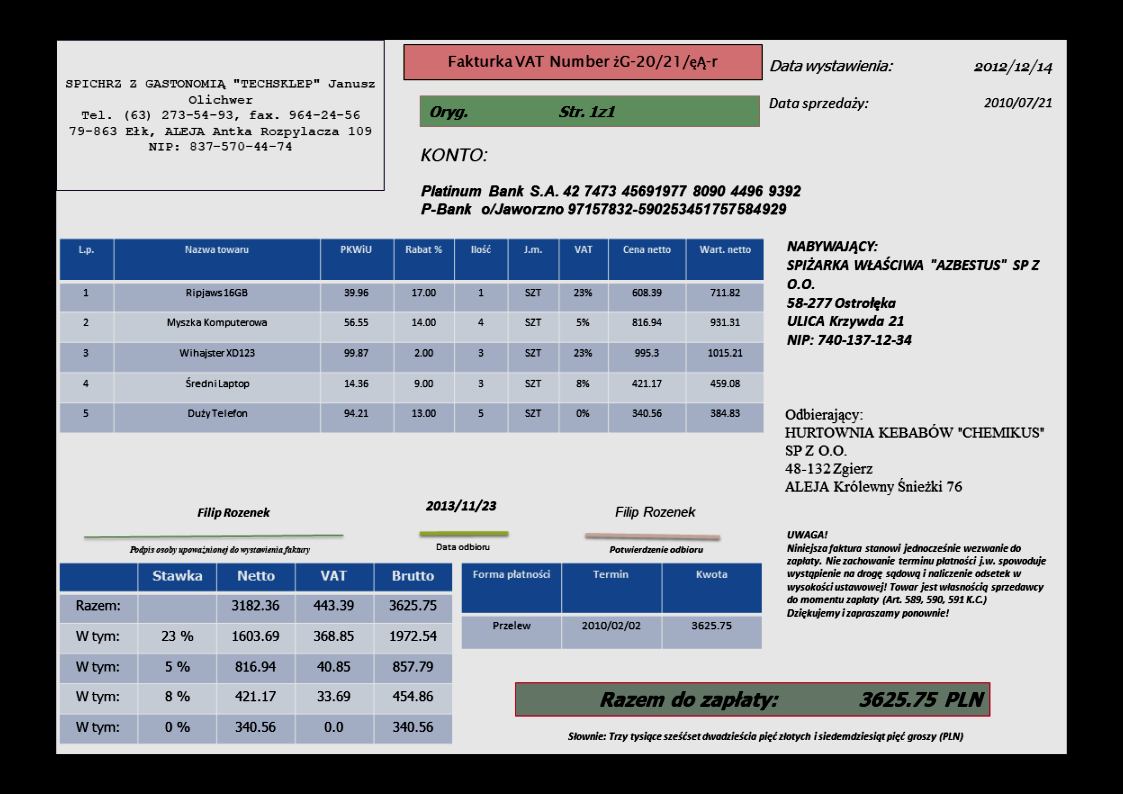 SPICHRZ Z GASTONOMIĄ "TECHSKLEP" Janusz
Olichwer
Tel. (63) 273-54-93, fax. 964-24-56
79-863 Ełk, ALEJA Antka Rozpylacza 109
NIP: 837-570-44-74
Fakturka VAT Number żG-20/21/ęĄ-r
Oryg. Str. 1z1
Data wystawienia: 2012/12/14
Data sprzedaży: 2010/07/21
KONTO:
Platinum Bank S.A. 42 7473 45691977 8090 4496 9392
P-Bank o/Jaworzno 97157832-590253451757584929
L.p. Nazwa towaru PKWiU Rabat % Ilość J.m. VAT Cena netto Wart. netto
1 Ripjaws 16GB 39.96 17.00 1 SZT 23% 608.39 711.82
2 Myszka Komputerowa 56.55 14.00 4 SZT 5% 816.94 931.31
3 Wihajster XD123 99.87 2.00 3 SZT 23% 995.3 1015.21
4 Średni Laptop 14.36 9.00 3 SZT 8% 421.17 459.08
5 Duży Telefon 94.21 13.00 5 SZT 0% 340.56 384.83
NABYWAJĄCY:
SPIŻARKA WŁAŚCIWA "AZBESTUS" SP Z
O.O.
58-277 Ostrołęka
ULICA Krzywda 21
NIP: 740-137-12-34
Odbierający:
HURTOWNIA KEBABÓW "CHEMIKUS"
SP Z O.O.
48-132 Zgierz
ALEJA Królewny Śnieżki 76
Filip Rozenek
Podpis osoby upoważnionej do wystawienia faktury
2013/11/23
Data odbioru
Filip Rozenek
Potwierdzenie odbioru
UWAGA!
Niniejsza faktura stanowi jednocześnie wezwanie do
zapłaty. Nie zachowanie terminu płatności j.w. spowoduje
wystąpienie na drogę sądową i naliczenie odsetek w
wysokości ustawowej! Towar jest własnością sprzedawcy
do momentu zapłaty (Art. 589, 590, 591 K.C.)
Dziękujemy i zapraszamy ponownie!
Stawka Netto VAT Brutto
Razem: 3182.36 443.39 3625.75
W tym: 23 % 1603.69 368.85 1972.54
W tym: 5 % 816.94 40.85 857.79
W tym: 8 % 421.17 33.69 454.86
W tym: 0 % 340.56 0.0 340.56
Forma płatności Termin Kwota
Przelew 2010/02/02 3625.75
Razem do zapłaty: 3625.75 PLN
Słownie: Trzy tysiące sześćset dwadzieścia pięć złotych i siedemdziesiąt pięć groszy (PLN)